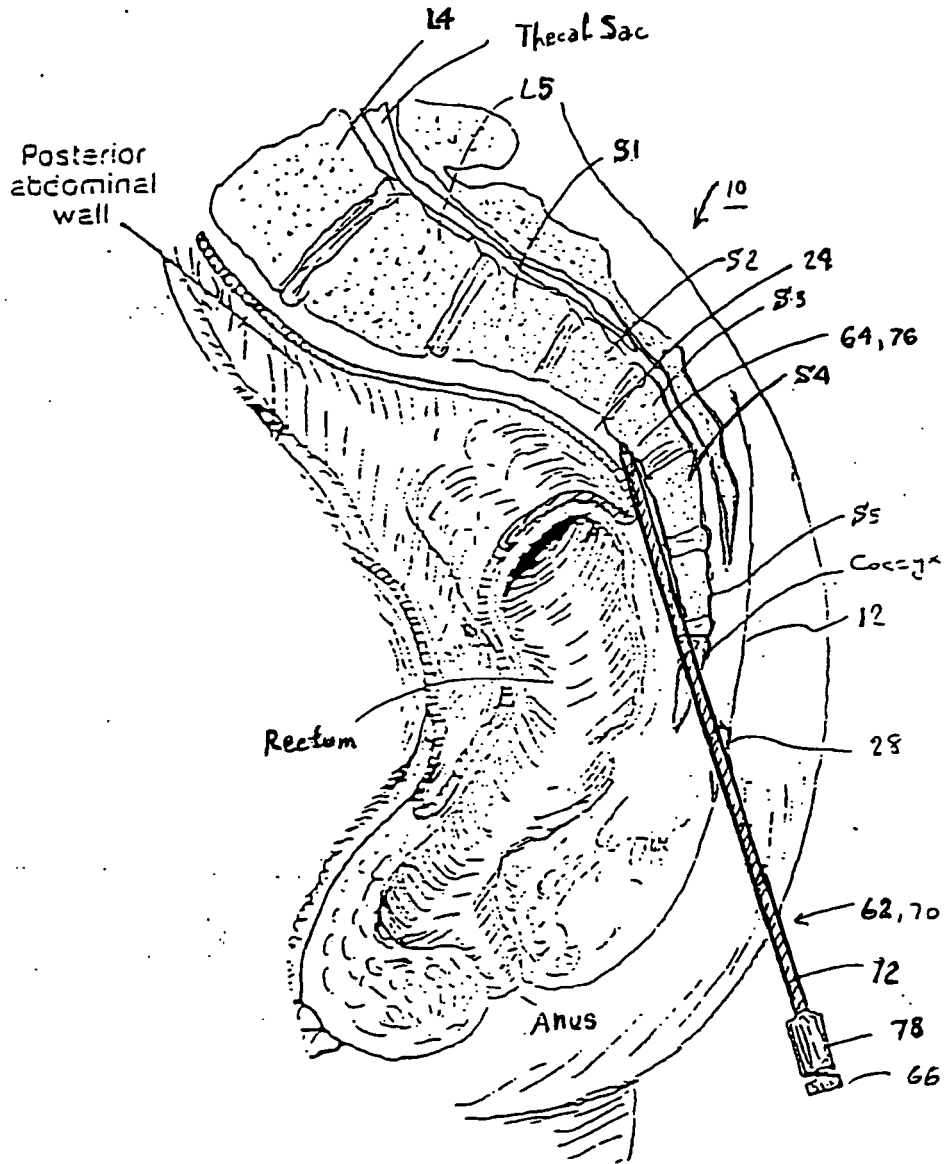 L4
Thecal Sac
L5
Posterior
abdominal
wall
S1
10
S2
24
S3
64, 76
S4
S5
Coccyx
12
Rectum
28
62, 70
72
Anus
78
66